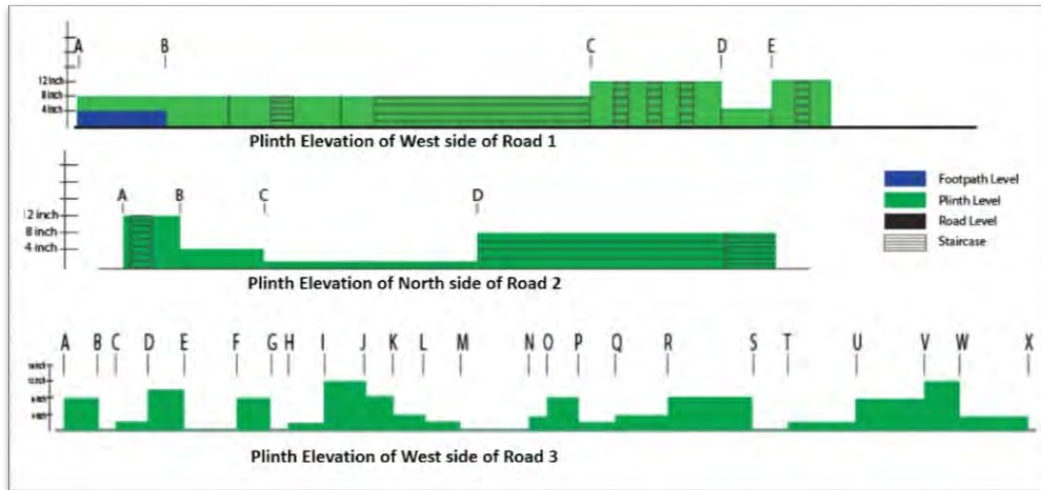 A B C D E
12 inch
8 inch
4 inch
Plinth Elevation of West side of Road 1
A B C D
12 inch
8 inch
4 inch
Footpath Level
Plinth Level
Road Level
Staircase
Plinth Elevation of North side of Road 2
A B C D E F G H I J K L M N O P Q R S T U V W X
Plinth Elevation of West side of Road 3